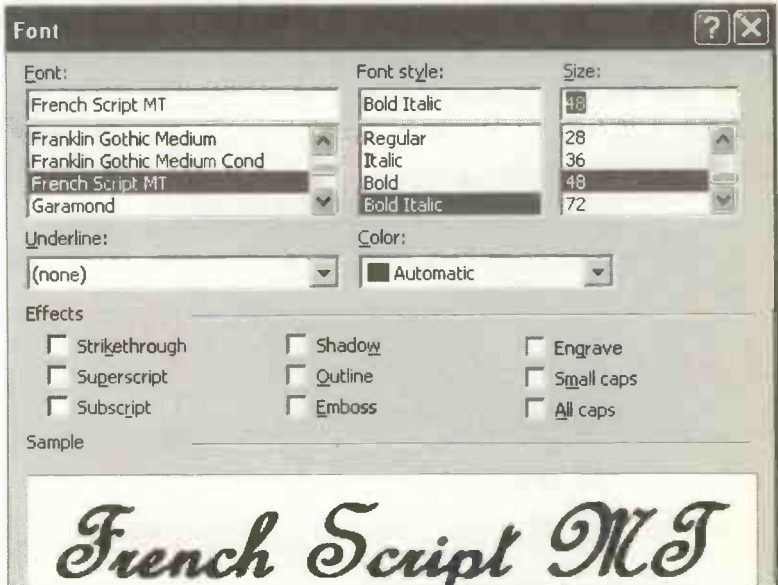 Font
Font: Font style: Size:
French Script MT Bold Italic 48
Franklin Gothic Medium Regular 28
Franklin Gothic Medium Cond Italic 36
French Script MT Bold 48
Garamond Bold Italic 72
Underline: Color:
(none) Automatic
Effects
Strikethrough Shadow Engrave
Superscript Outline Small caps
Subscript Emboss All caps
Sample
French Script MT